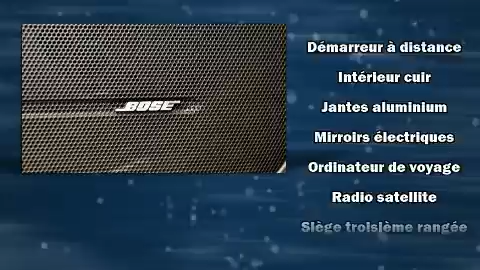 BOSE
Démarreur à distance
Intérieur cuir
Jantes aluminium
Mirroirs électriques
Ordinateur de voyage
Radio satellite
Siège troisième rangée